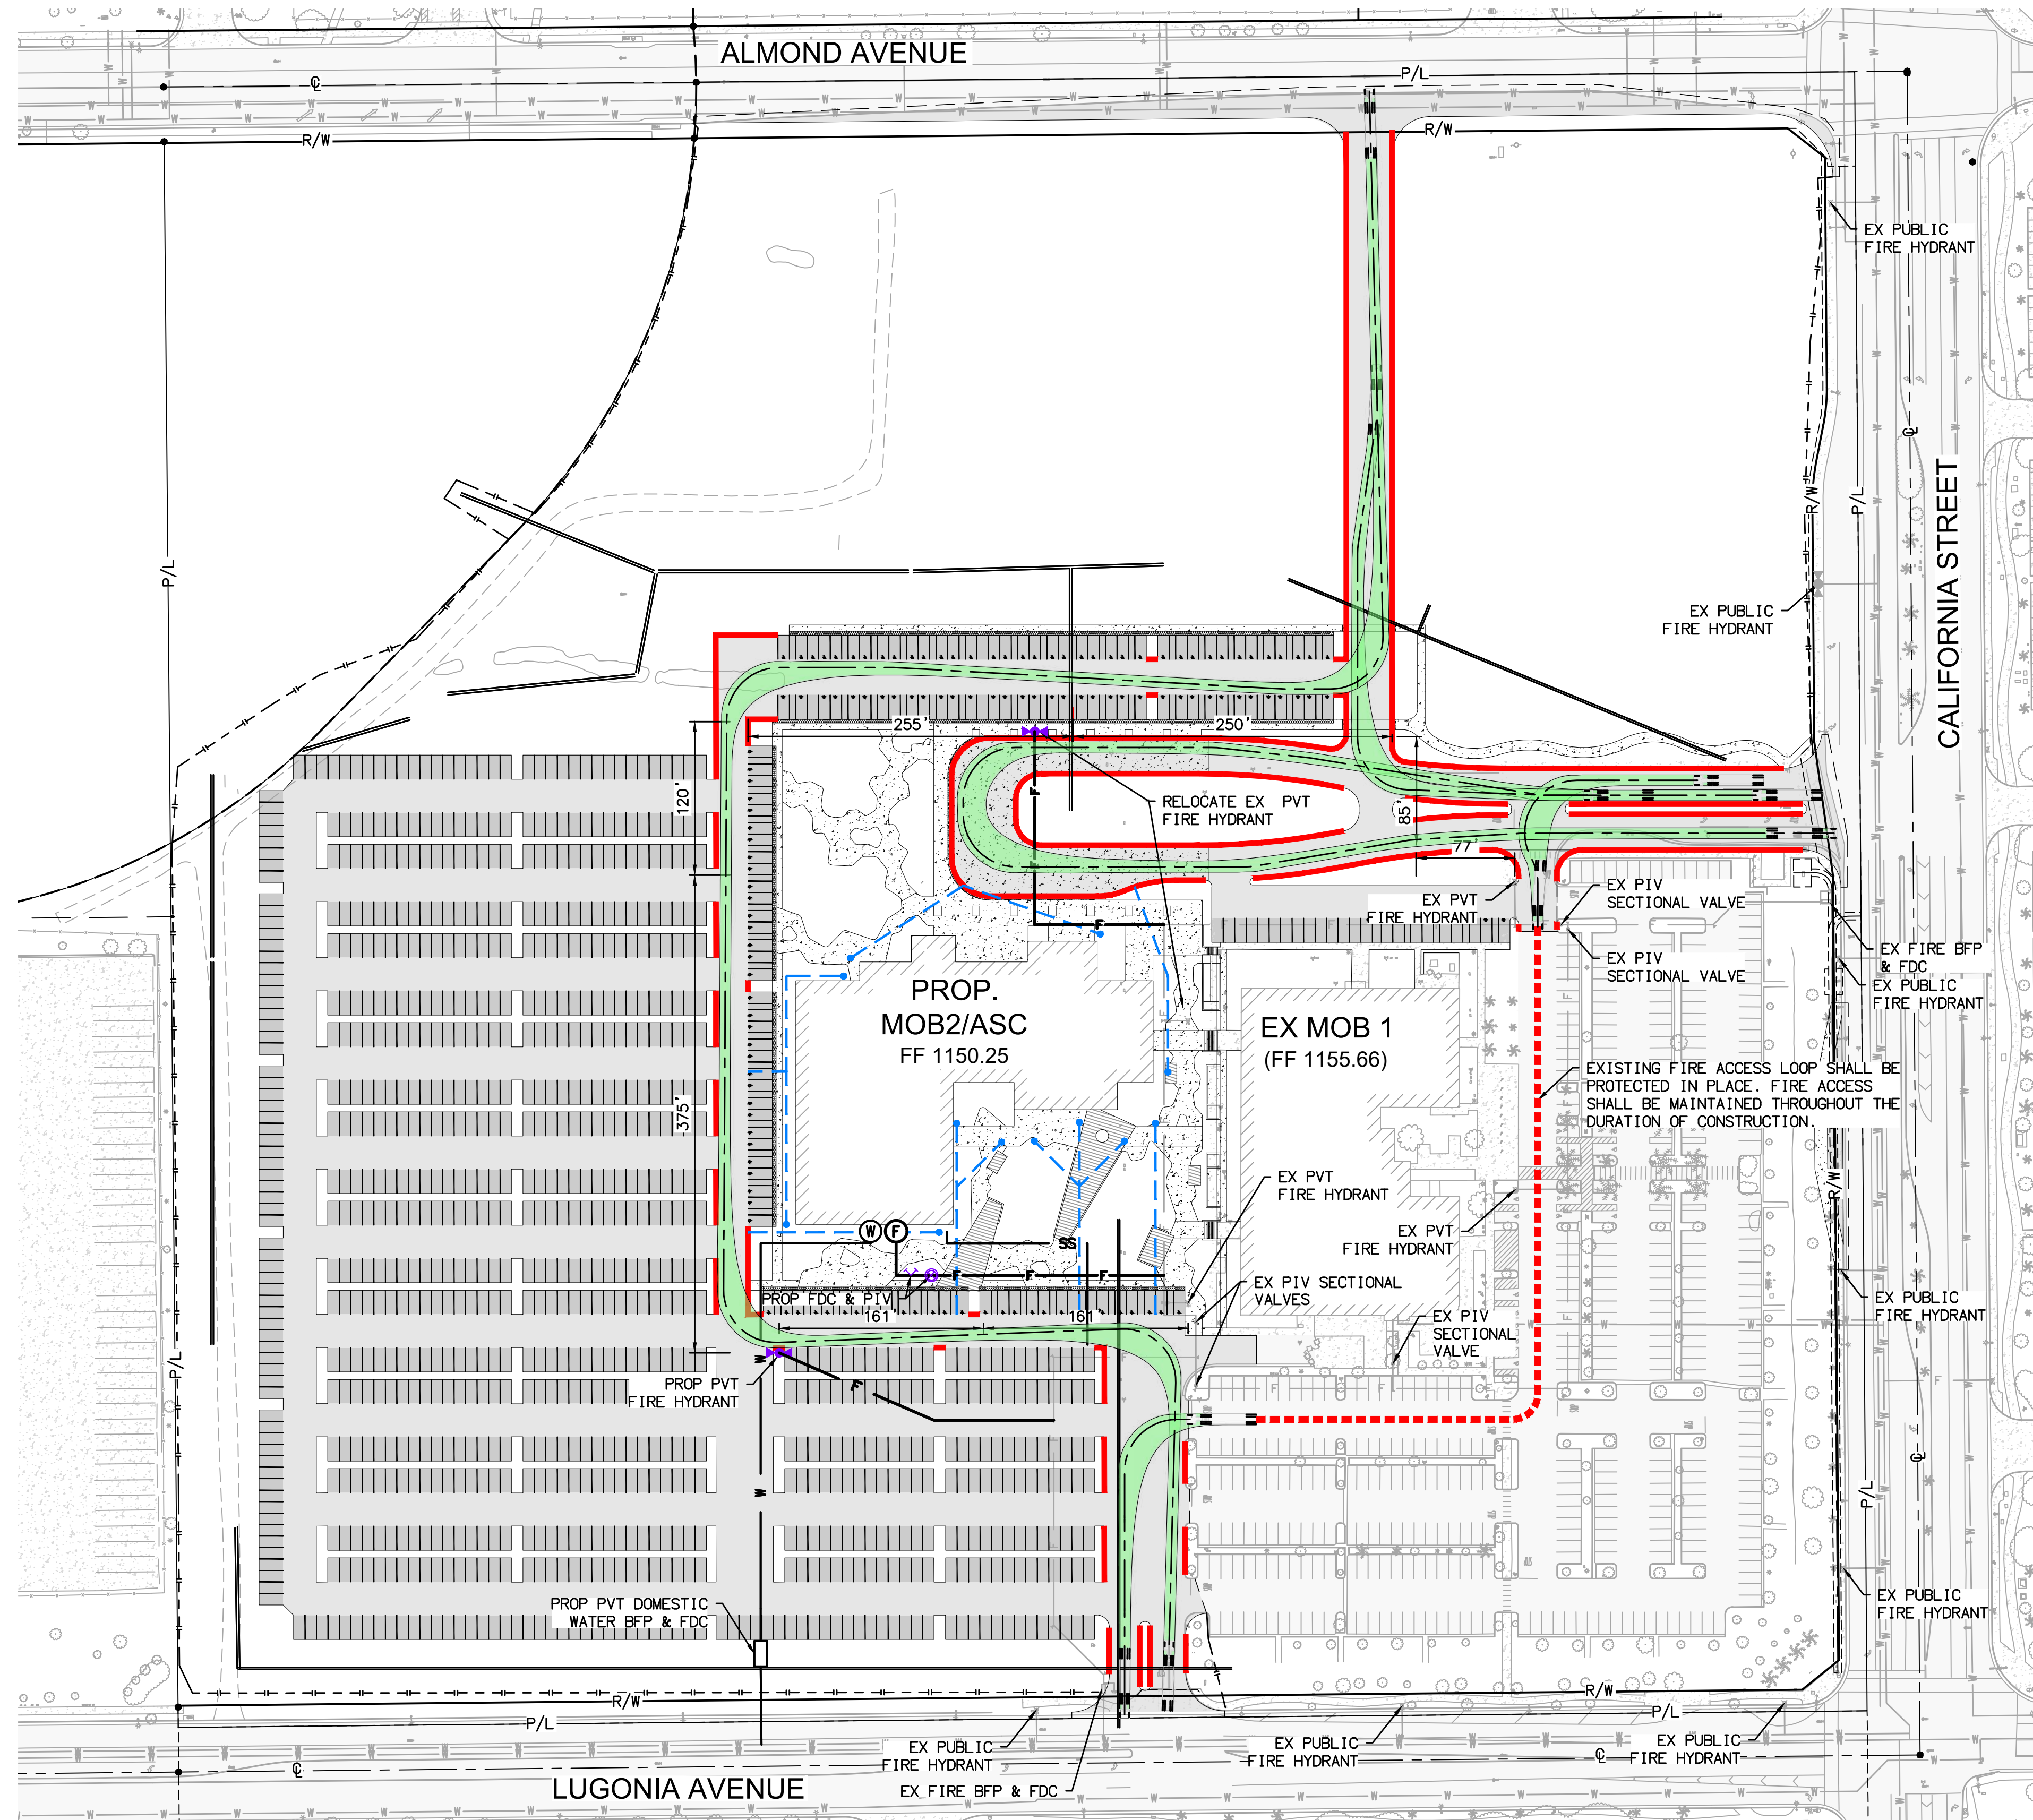 ALMOND AVENUE
P/L
R/W
R/W
EX PUBLIC
FIRE HYDRANT
CALIFORNIA STREET
R/W
P/L
P/L
EX PUBLIC
FIRE HYDRANT
255'
250'
120'
85'
77'
RELOCATE EX PVT
FIRE HYDRANT
EX PVT
FIRE HYDRANT
EX PIV
SECTIONAL VALVE
EX PIV
SECTIONAL VALVE
EX FIRE BFP
& FDC
EX PUBLIC
FIRE HYDRANT
F
F
PROP.
MOB2/ASC
FF 1150.25
EX MOB 1
(FF 1155.66)
EXISTING FIRE ACCESS LOOP SHALL BE
PROTECTED IN PLACE. FIRE ACCESS
SHALL BE MAINTAINED THROUGHOUT THE
DURATION OF CONSTRUCTION.
375'
EX PVT
FIRE HYDRANT
EX PVT
FIRE HYDRANT
R/W
W
F
SS
F
F
F
EX PIV SECTIONAL
VALVES
EX PIV
SECTIONAL
VALVE
EX PUBLIC
FIRE HYDRANT
PROP FDC & PIV
161'
161'
P/L
W
F
PROP PVT
FIRE HYDRANT
W
P/L
PROP PVT DOMESTIC
WATER BFP & FDC
EX PUBLIC
FIRE HYDRANT
R/W
R/W
P/L
P/L
EX PUBLIC
FIRE HYDRANT
EX PUBLIC
FIRE HYDRANT
EX PUBLIC
FIRE HYDRANT
LUGONIA AVENUE
EX FIRE BFP & FDC